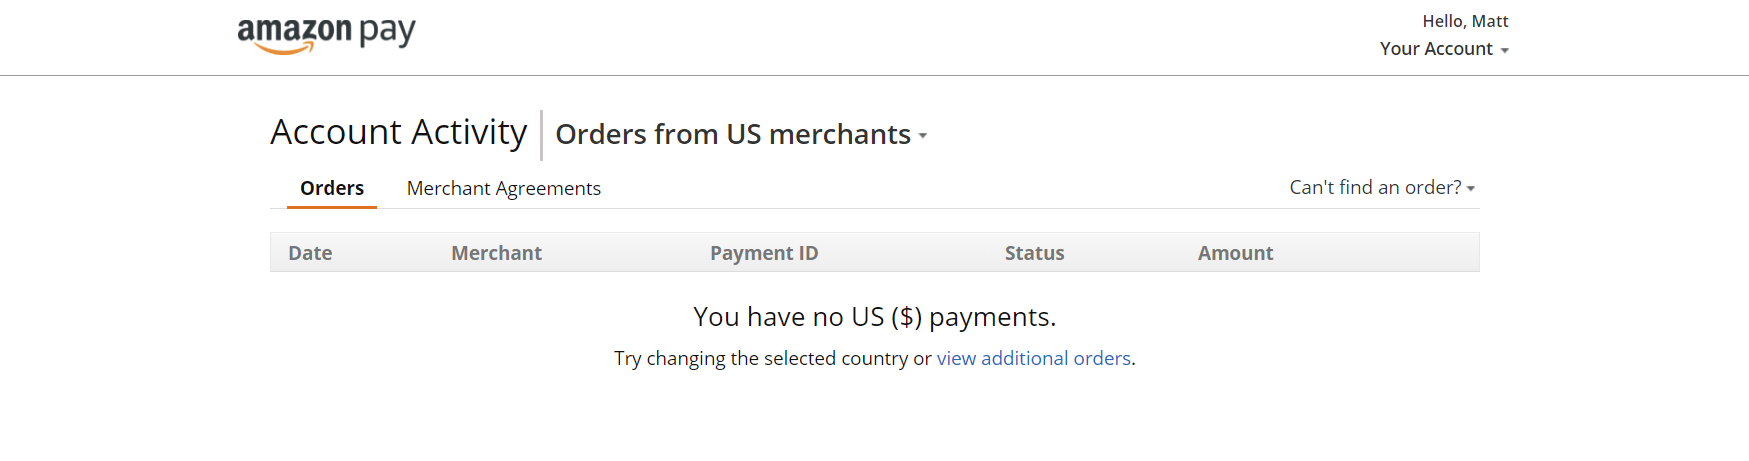 amazon pay
Hello, Matt
Your Account
Account Activity
Orders from US merchants
Orders Merchant Agreements Can't find an order?
Date Merchant Payment ID Status Amount
You have no US ($) payments.
Try changing the selected country or view additional orders.